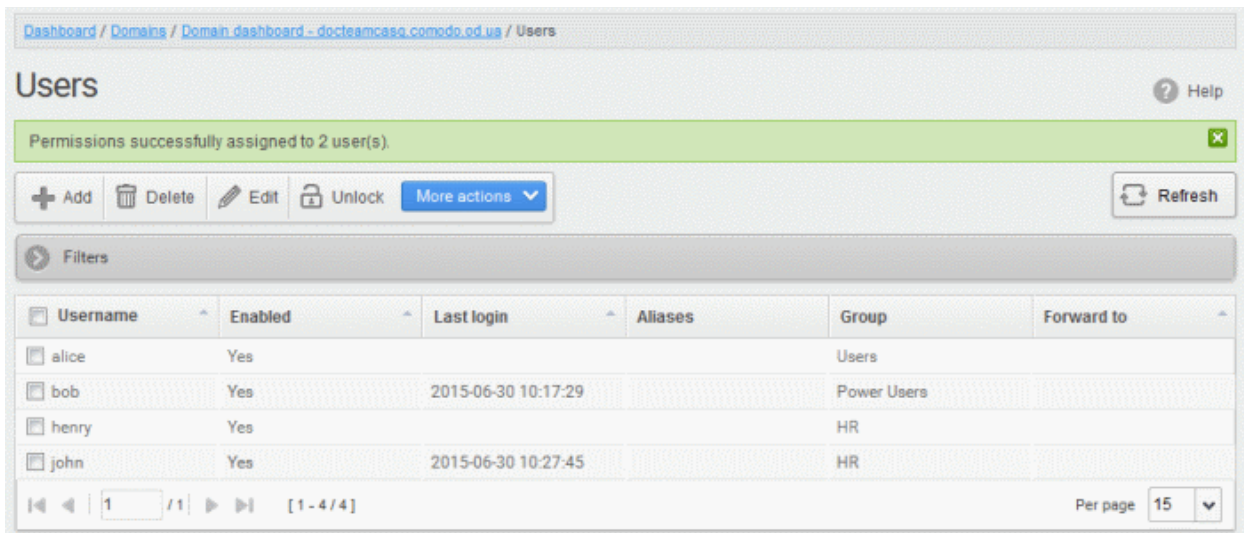 Dashboard / Domains / Domain dashboard - docteamcasg.comodo.od.ua / Users
Users
Help
Permissions successfully assigned to 2 user(s).
Add Delete Edit Unlock More actions Refresh
Filters
Username Enabled Last login Aliases Group Forward to
alice Yes Users
bob Yes 2015-06-30 10:17:29 Power Users
henry Yes HR
john Yes 2015-06-30 10:27:45 HR
1 / 1 [ 1 - 4 / 4 ] Per page 15